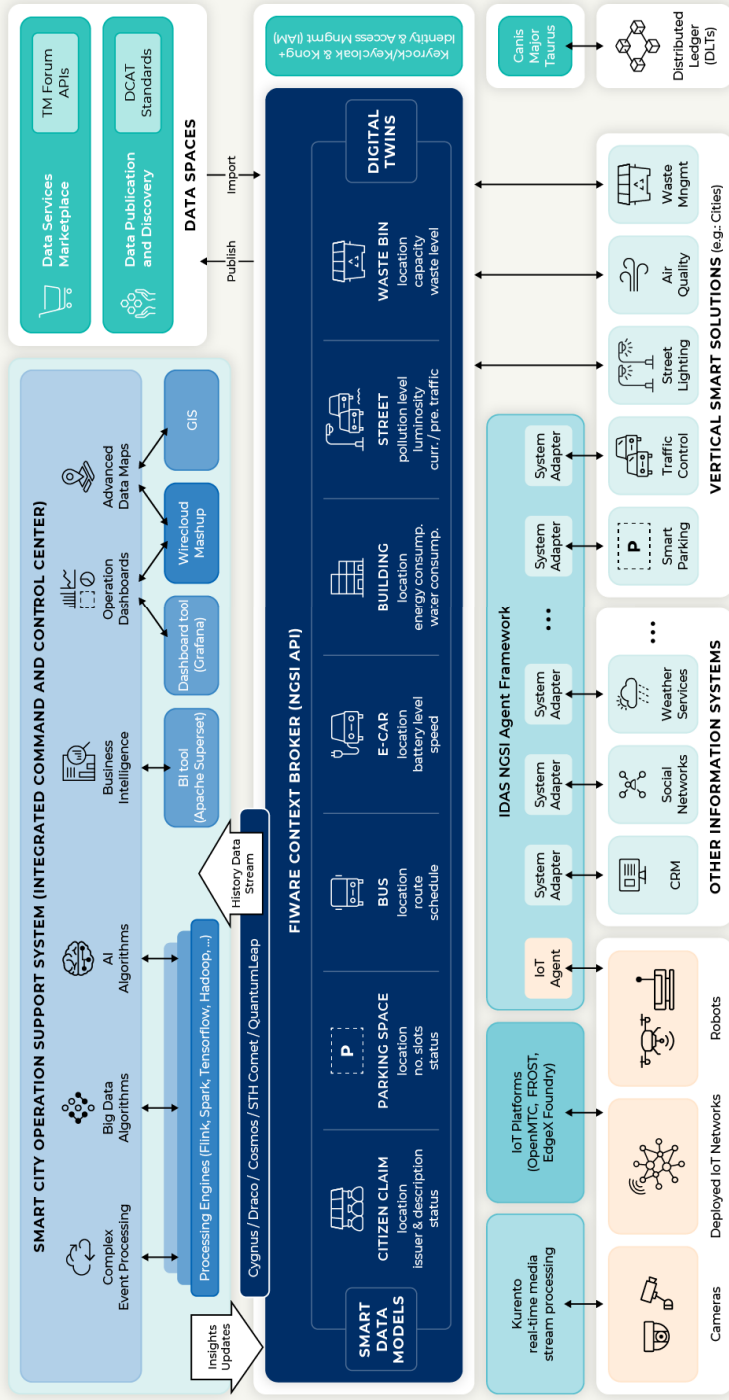 SMART CITY OPERATION SUPPORT SYSTEM (INTEGRATED COMMAND AND CONTROL CENTER)
Complex
Event Processing
Big Data
Algorithms
AI
Algorithms
Business
Intelligence
Operation
Dashboards
Advanced
Data Maps
Processing Engines (Flink, Spark, Tensorflow, Hadoop, ...)
BI tool
(Apache Superset)
Dashboard tool
(Grafana)
Wirecloud
Mashup
GIS
Data Services
Marketplace
TM Forum
APIs
Data Publication
and Discovery
DCAT
Standards
DATA SPACES
Insights
Updates
History Data
Stream
Publish
Import
Cygnus / Draco / Cosmos / STH Comet / QuantumLeap
FIWARE CONTEXT BROKER (NGSI API)
SMART
DATA
MODELS
CITIZEN CLAIM
location
issuer & description
status
P
PARKING SPACE
location
no. slots
status
BUS
location
route
schedule
E-CAR
location
battery level
speed
BUILDING
location
energy consump.
water consump.
STREET
pollution level
luminosity
curr. / pre. traffic
WASTE BIN
location
capacity
waste level
DIGITAL
TWINS
Keyrock/Keycloak & Kong+
Identity & Access Mngmt (IAM)
Kurento
real-time media
stream processing
IoT Platforms
(OpenMTC, FROST,
EdgeX Foundry)
IDAS NGSI Agent Framework
IoT
Agent
System
Adapter
System
Adapter
System
Adapter
...
System
Adapter
System
Adapter
Canis
Major
Taurus
Distributed
Ledger
(DLTs)
Cameras
Deployed IoT Networks
Robots
CRM
Social
Networks
Weather
Services
...
OTHER INFORMATION SYSTEMS
P
Smart
Parking
Traffic
Control
Street
Lighting
Air
Quality
Waste
Mngmt
VERTICAL SMART SOLUTIONS (e.g.: Cities)